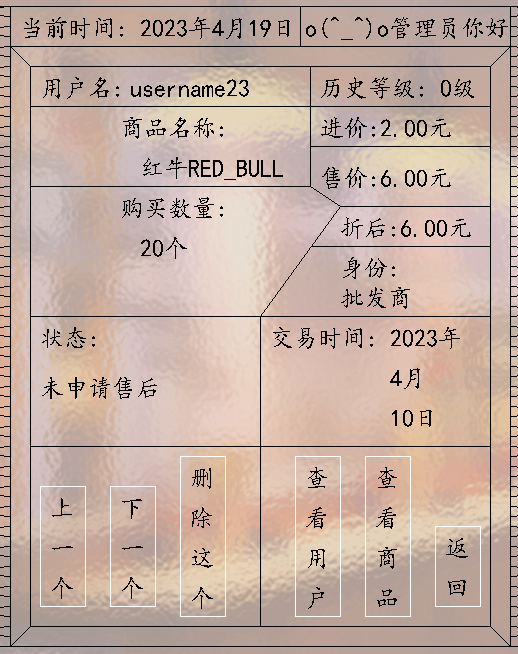 当前时间: 2023年4月19日 o(^_^)o管理员你好
用户名: username23
历史等级: 0级
商品名称:
红牛RED_BULL
进价:2.00元
售价:6.00元
购买数量:
20个
折后:6.00元
身份:
批发商
状态:
未申请售后
交易时间: 2023年
4月
10日
上一个
下一个
删除这个
查看用户
查看商品
返回